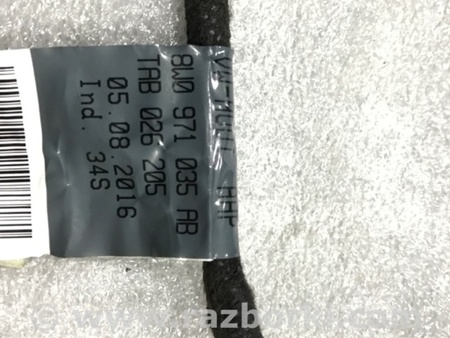 8W0 971 035 AB
TAB 026 205
05.08.2016
Ind. 34S